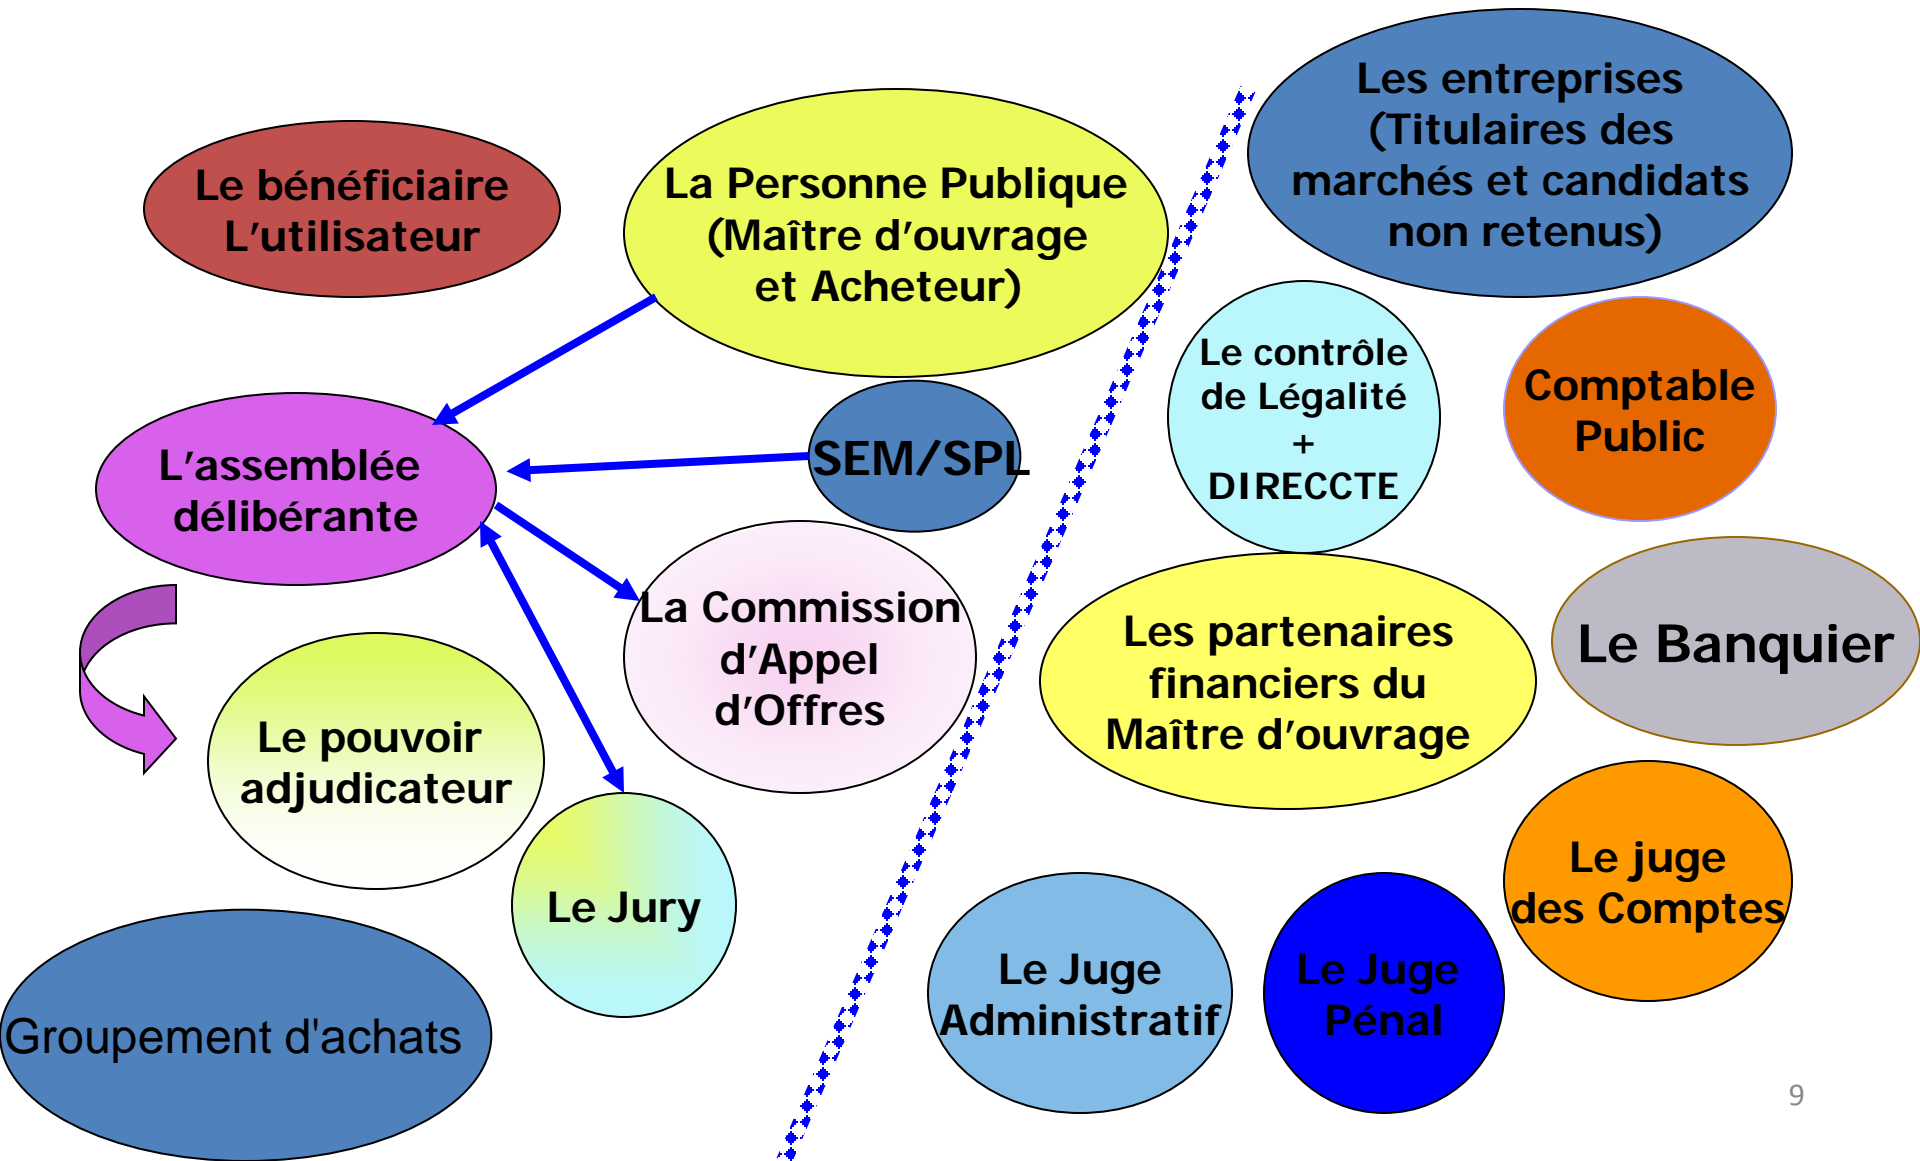 Le bénéficiaire
L'utilisateur
La Personne Publique
(Maître d'ouvrage
et Acheteur)
Les entreprises
(Titulaires des
marchés et candidats
non retenus)
L'assemblée
délibérante
SEM/SPL
Le contrôle
de Légalité
+
DIRECCTE
Comptable
Public
La Commission
d'Appel
d'Offres
Les partenaires
financiers du
Maître d'ouvrage
Le Banquier
Le pouvoir
adjudicateur
Le Jury
Le juge
des Comptes
Groupement d'achats
Le Juge
Administratif
Le Juge
Pénal
9